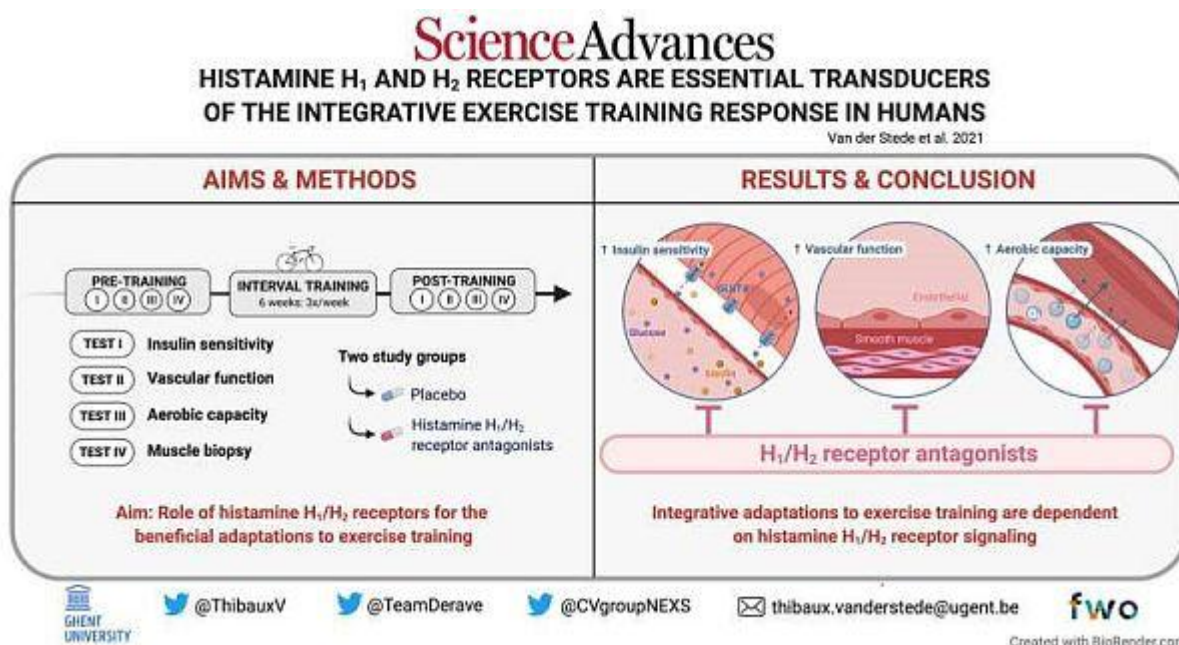 ScienceAdvances
HISTAMINE H₁ AND H₂ RECEPTORS ARE ESSENTIAL TRANSDUCERS
OF THE INTEGRATIVE EXERCISE TRAINING RESPONSE IN HUMANS
Van der Stede et al. 2021
AIMS & METHODS
PRE-TRAINING
I II III IV
INTERVAL TRAINING
6 weeks; 3x/week
POST-TRAINING
I II III IV
TEST I Insulin sensitivity
TEST II Vascular function
TEST III Aerobic capacity
TEST IV Muscle biopsy
Two study groups
Placebo
Histamine H₁/H₂
receptor antagonists
Aim: Role of histamine H₁/H₂ receptors for the
beneficial adaptations to exercise training
RESULTS & CONCLUSION
↑ Insulin sensitivity
GLUT4
Glucose
Insulin
↑ Vascular function
Endothelial
Smooth muscle
↑ Aerobic capacity
H₁/H₂ receptor antagonists
Integrative adaptations to exercise training are dependent
on histamine H₁/H₂ receptor signaling
GHENT
UNIVERSITY
@ThibauxV
@TeamDerave
@CVgroupNEXS
thibaux.vanderstede@ugent.be
fwo
Created with BioRender.com